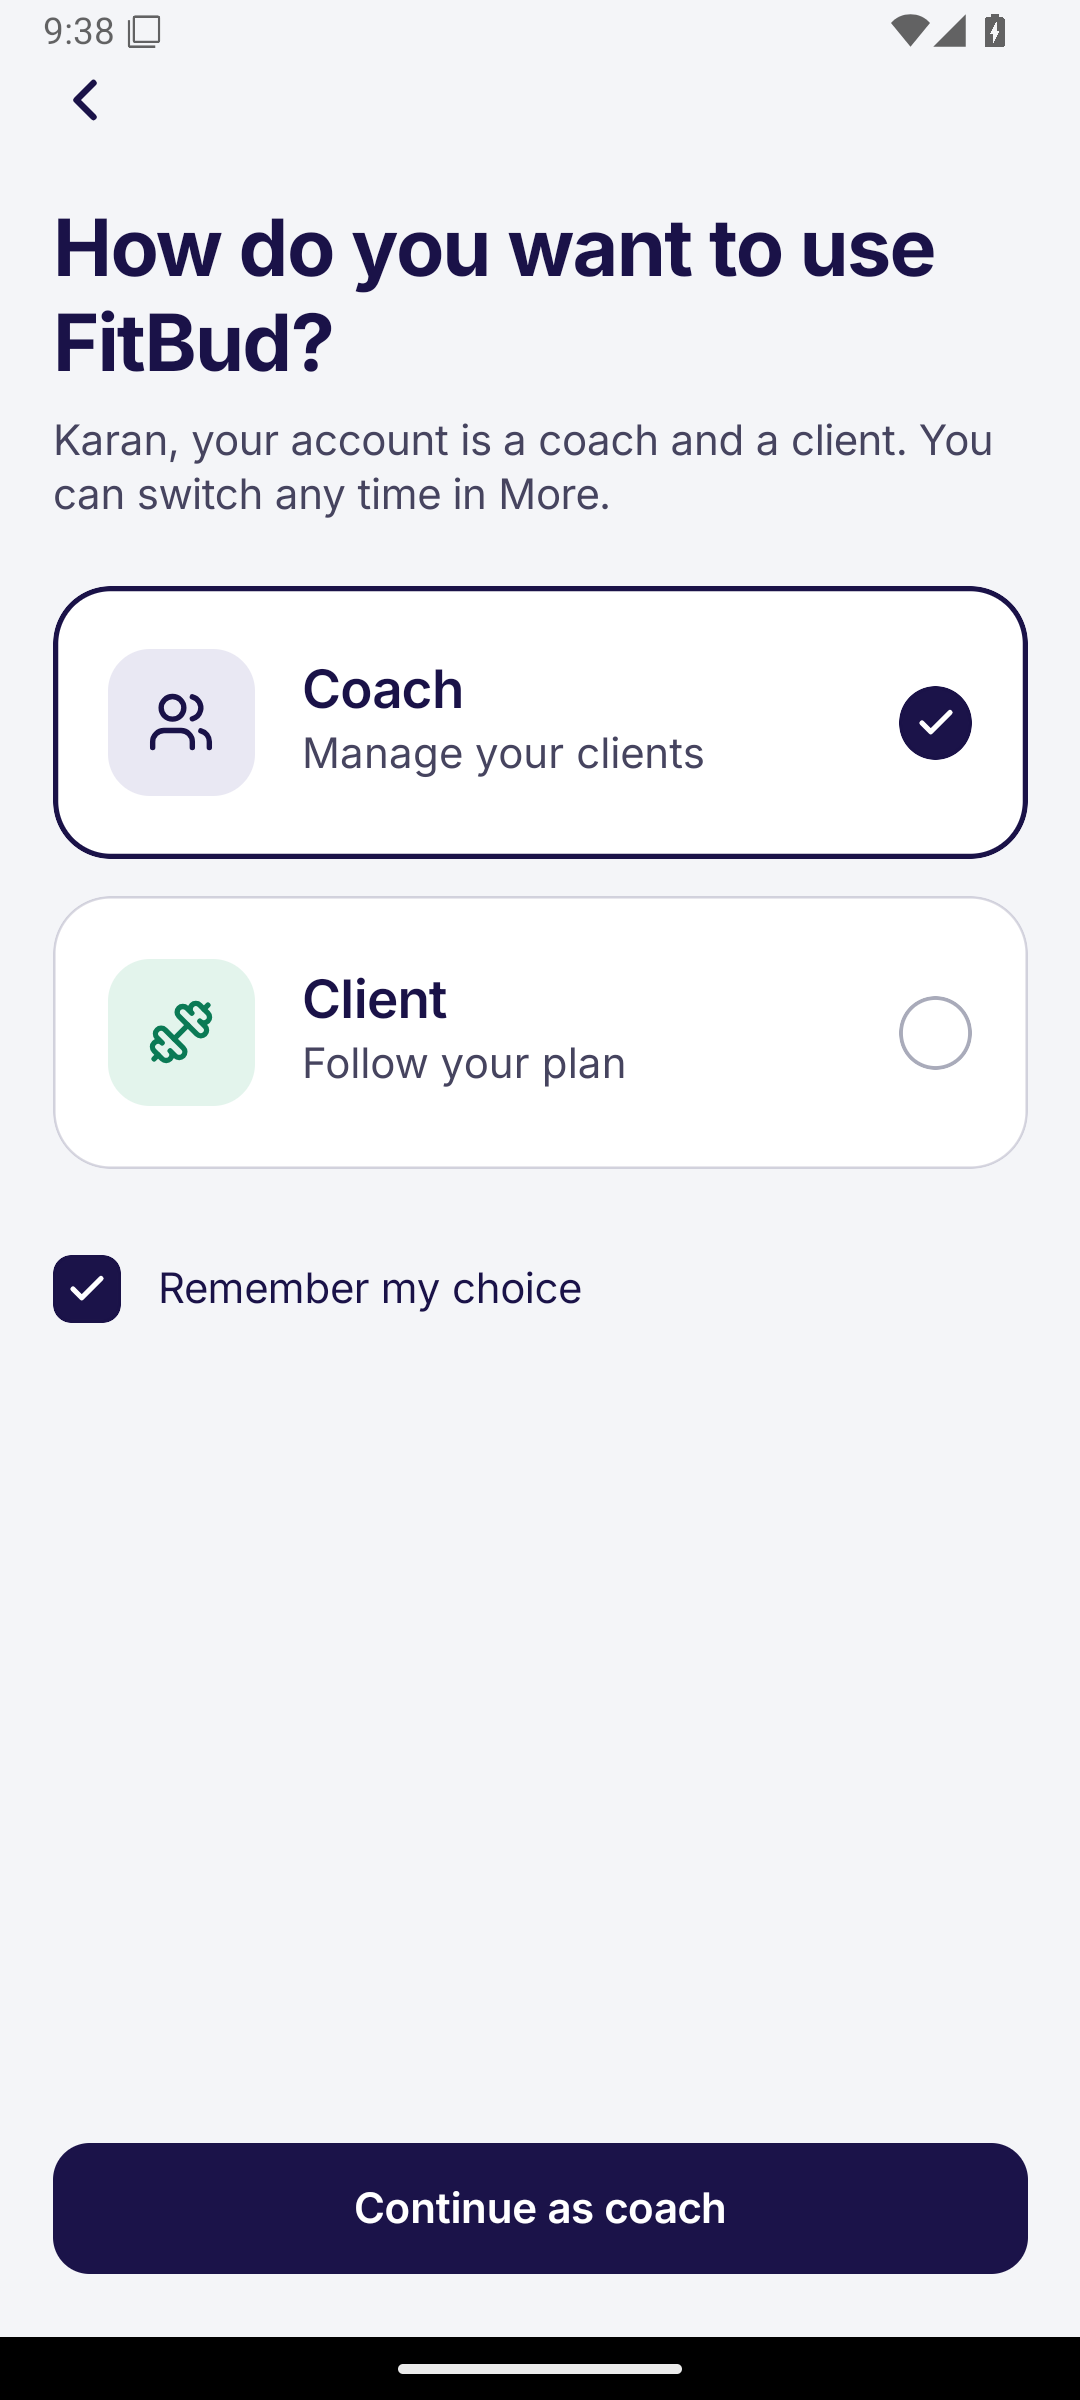 9:38
How do you want to use
FitBud?
Karan, your account is a coach and a client. You
can switch any time in More.
Coach
Manage your clients
Client
Follow your plan
Remember my choice
Continue as coach